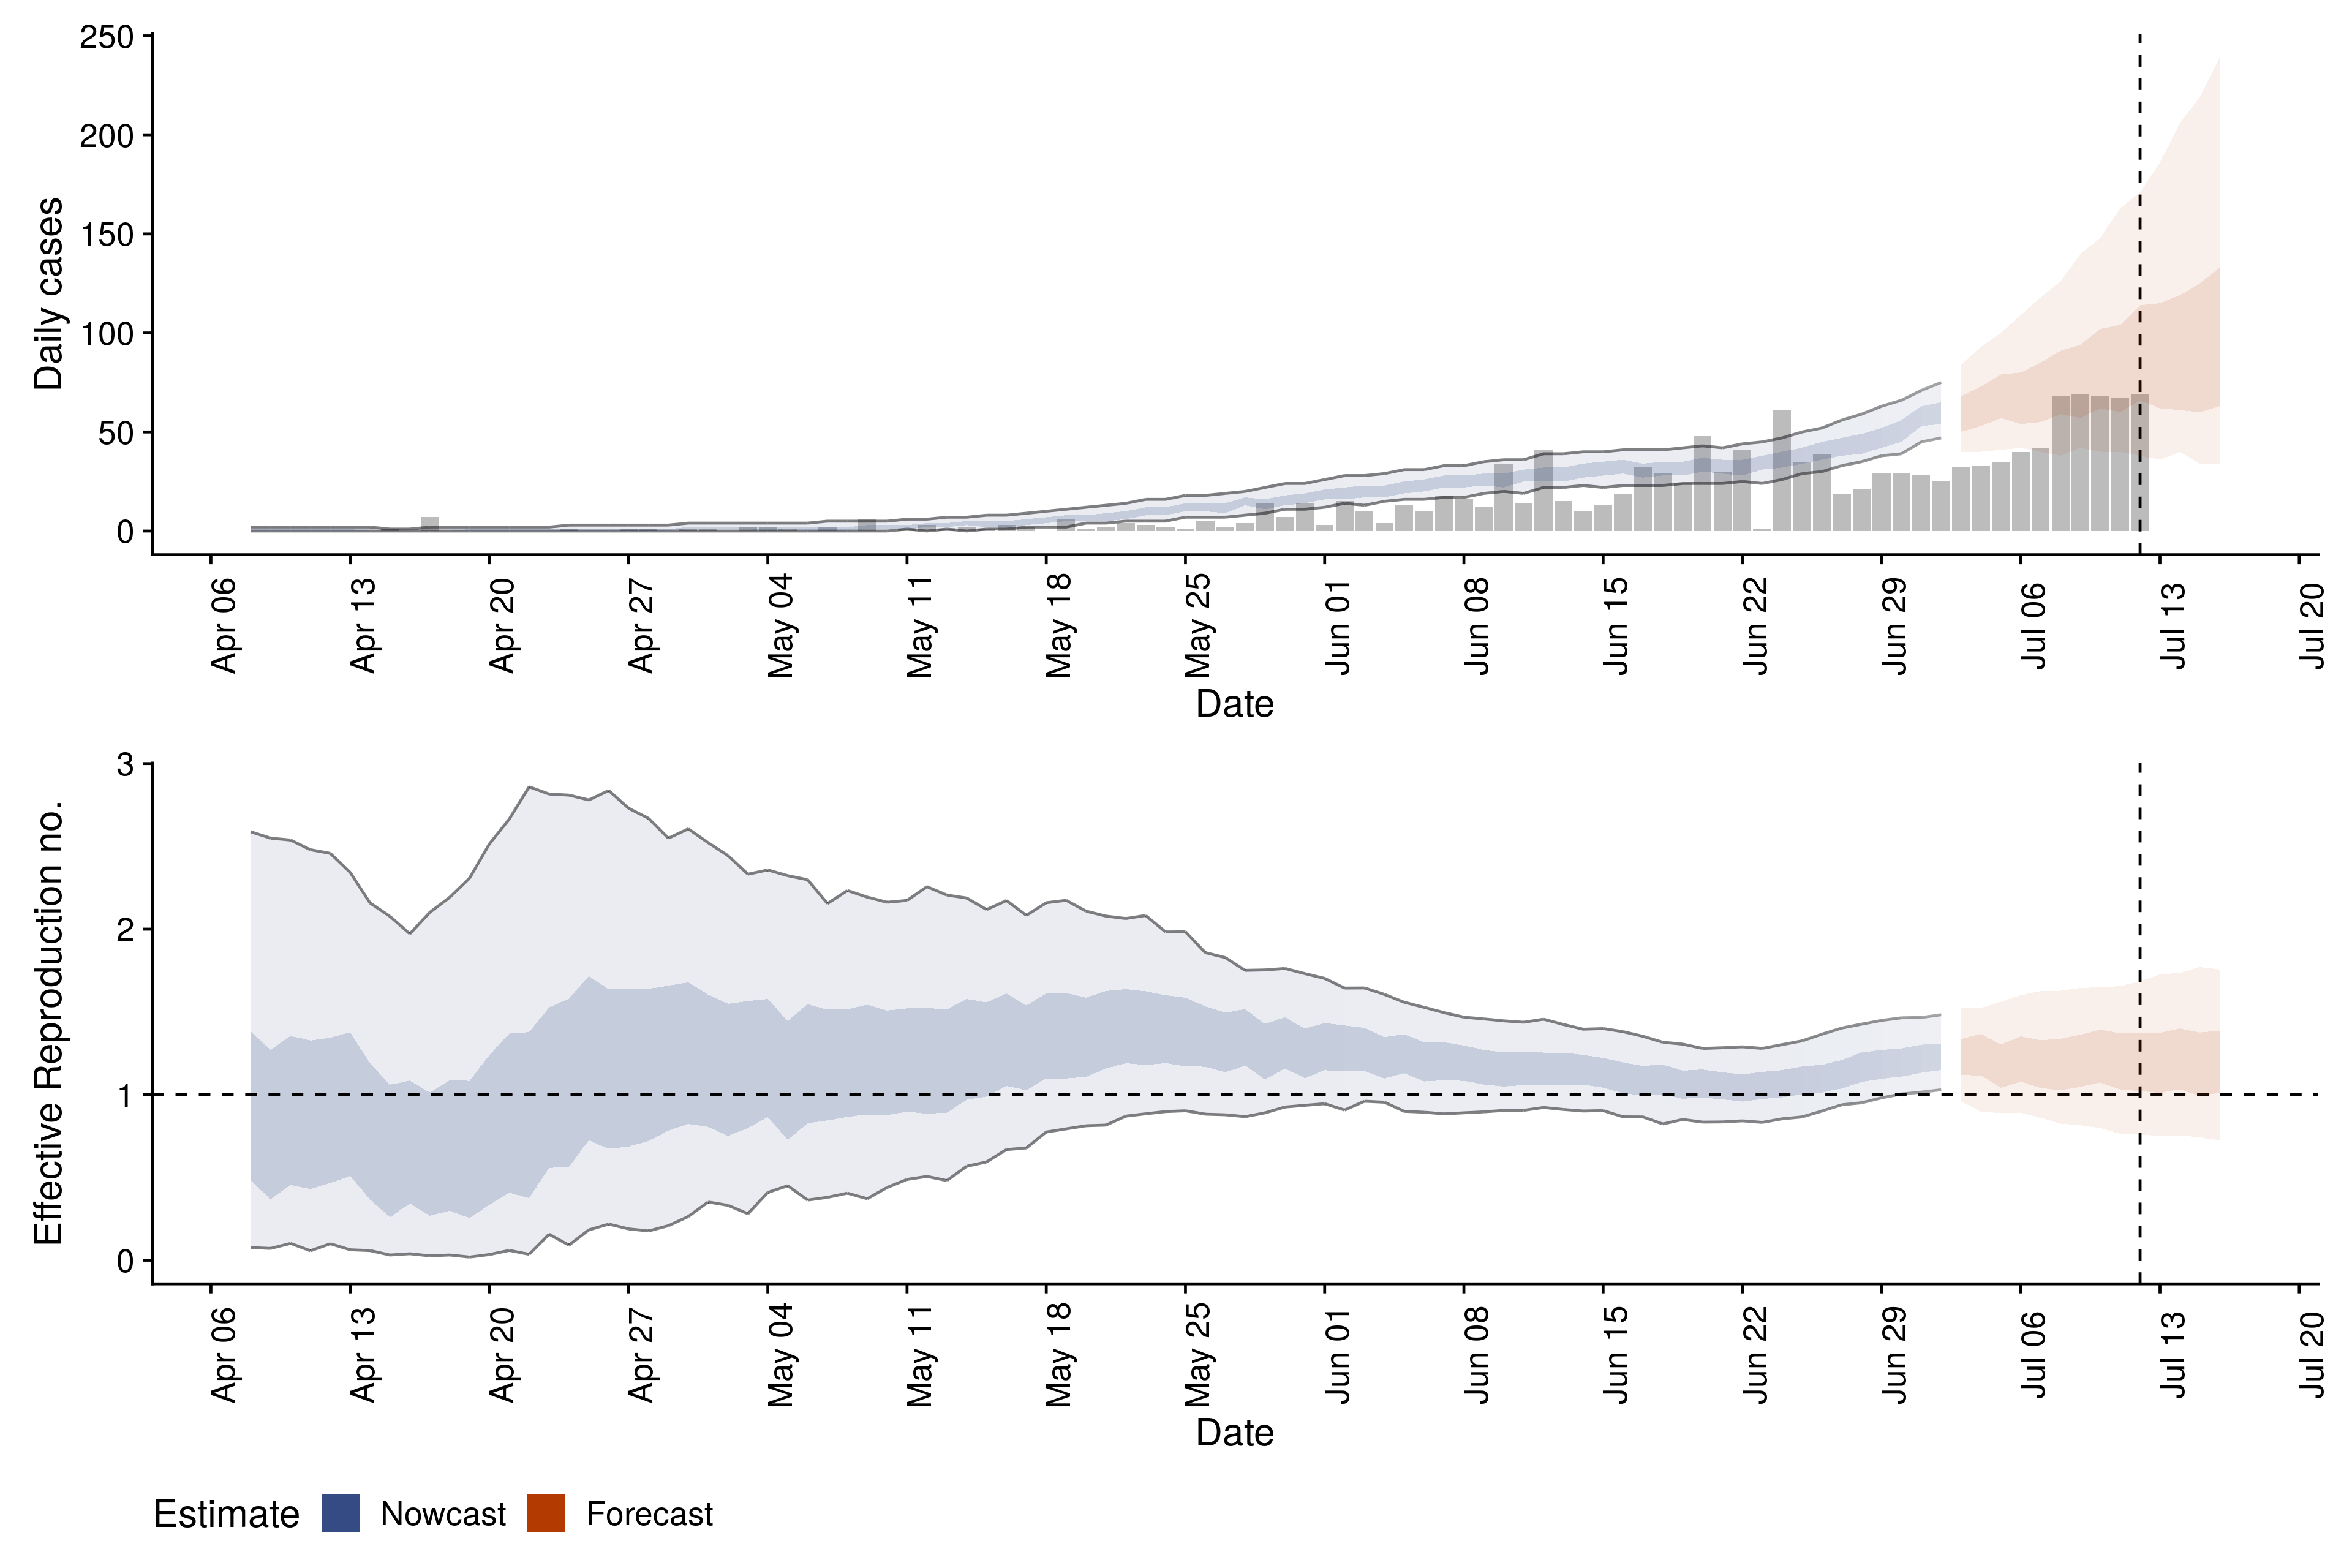 250
200
150
100
50
0
Daily cases
Apr 06 Apr 13 Apr 20 Apr 27 May 04 May 11 May 18 May 25 Jun 01 Jun 08 Jun 15 Jun 22 Jun 29 Jul 06 Jul 13 Jul 20
Date
3
2
1
0
Effective Reproduction no.
Apr 06 Apr 13 Apr 20 Apr 27 May 04 May 11 May 18 May 25 Jun 01 Jun 08 Jun 15 Jun 22 Jun 29 Jul 06 Jul 13 Jul 20
Date
Estimate Nowcast Forecast